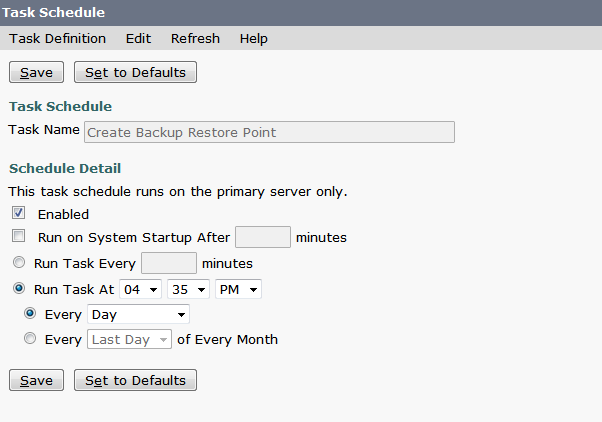 Task Schedule
Task Definition Edit Refresh Help
Save Set to Defaults
Task Schedule
Task Name Create Backup Restore Point
Schedule Detail
This task schedule runs on the primary server only.
Enabled
Run on System Startup After minutes
Run Task Every minutes
Run Task At 04 35 PM
Every Day
Every Last Day of Every Month
Save Set to Defaults